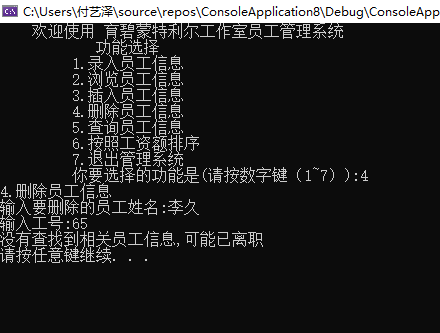 C:\Users\付艺泽\source\repos\ConsoleApplication8\Debug\ConsoleApp
欢迎使用 育碧蒙特利尔工作室员工管理系统
功能选择
1.录入员工信息
2.浏览员工信息
3.插入员工信息
4.删除员工信息
5.查询员工信息
6.按照工资额排序
7.退出管理系统
你要选择的功能是(请按数字键（1~7）):4
4.删除员工信息
输入要删除的员工姓名:李久
输入工号:65
没有查找到相关员工信息,可能已离职
请按任意键继续. . .